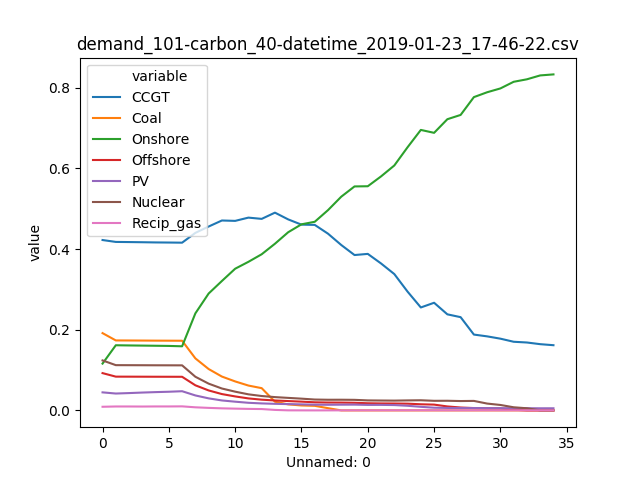 demand_101-carbon_40-datetime_2019-01-23_17-46-22.csv
variable
CCGT
Coal
Onshore
Offshore
PV
Nuclear
Recip_gas
value
0.8
0.6
0.4
0.2
0.0
0 5 10 15 20 25 30 35
Unnamed: 0